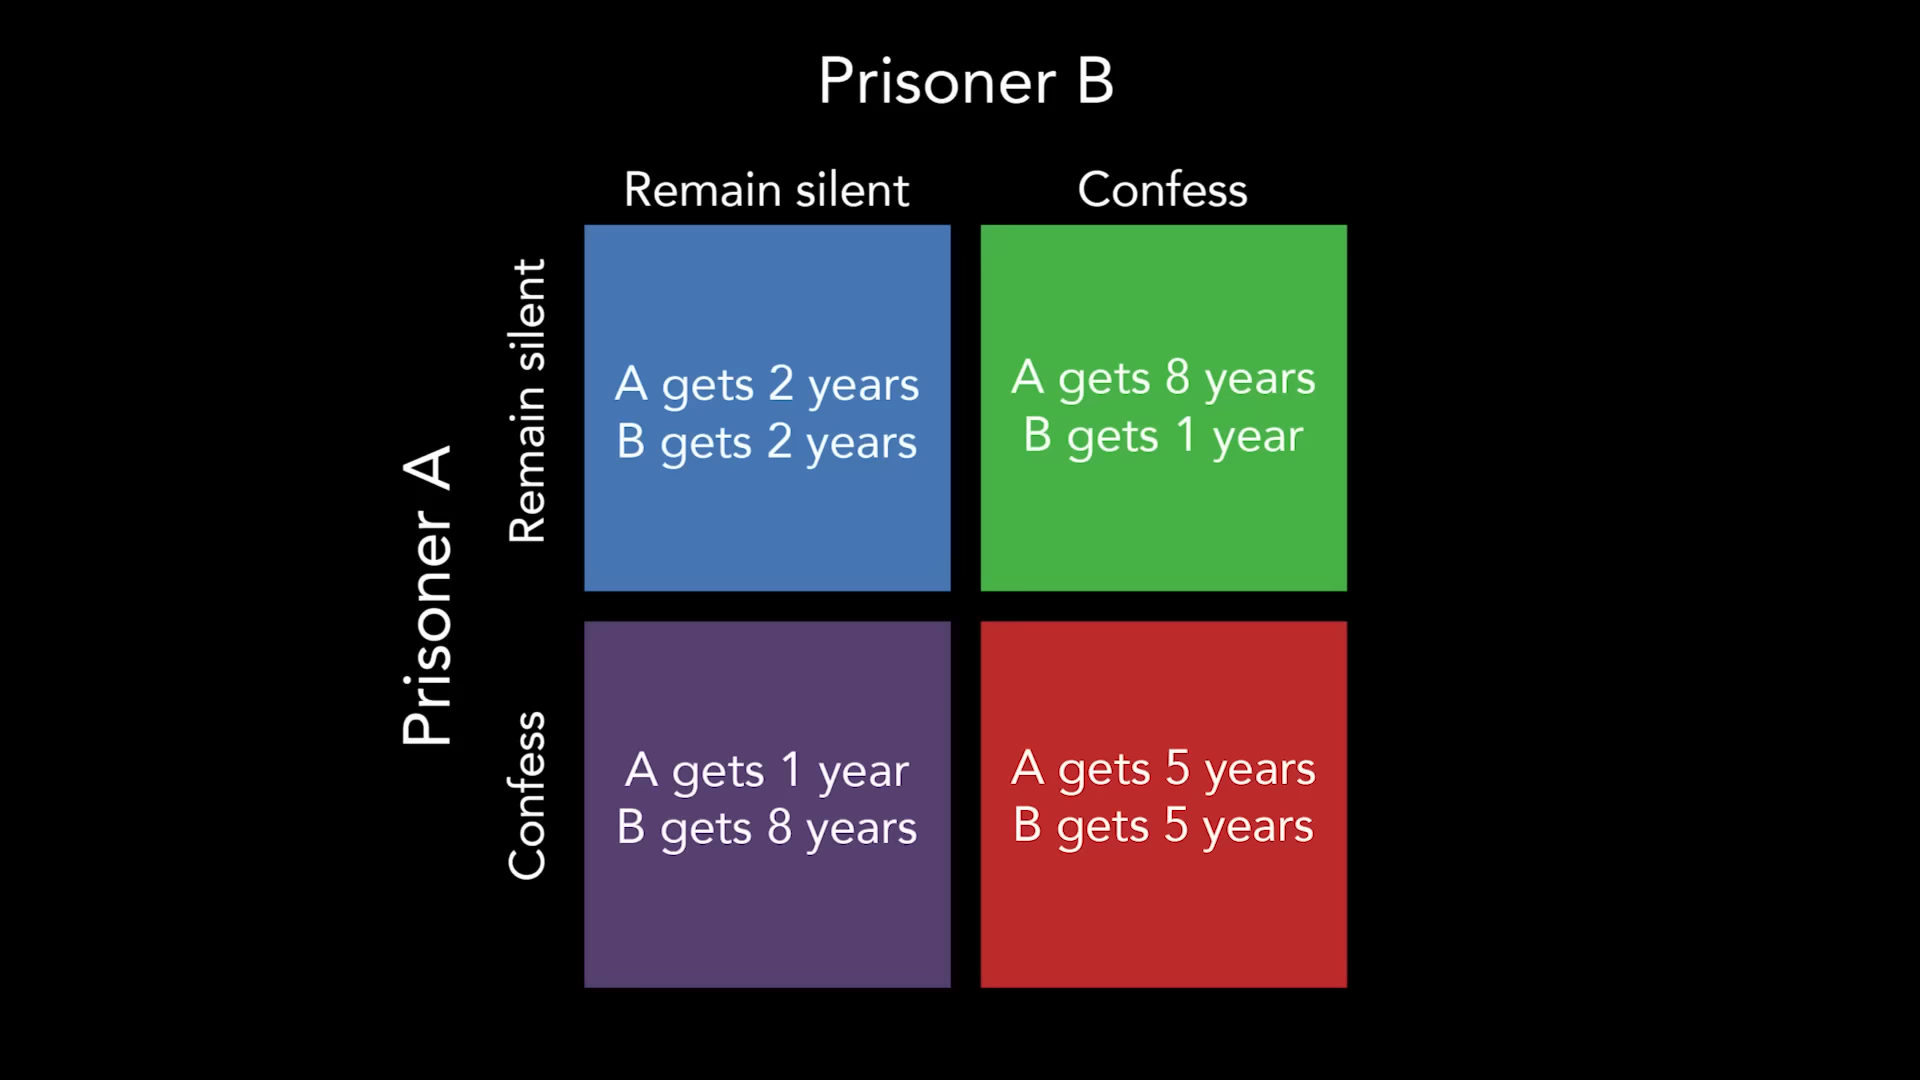 Prisoner B
Remain silent
Confess
Prisoner A
Remain silent
A gets 2 years
B gets 2 years
A gets 8 years
B gets 1 year
Confess
A gets 1 year
B gets 8 years
A gets 5 years
B gets 5 years